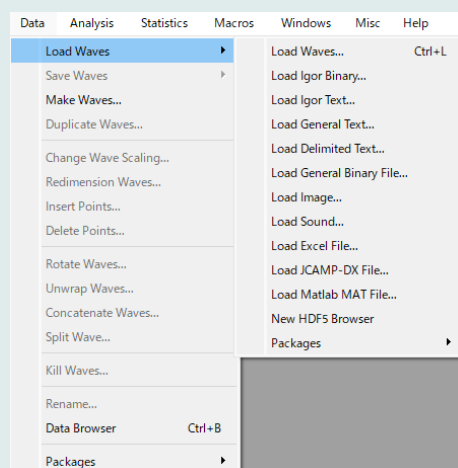 Data Analysis Statistics Macros Windows Misc Help
Load Waves
Save Waves
Make Waves...
Duplicate Waves...
Change Wave Scaling...
Redimension Waves...
Insert Points...
Delete Points...
Rotate Waves...
Unwrap Waves...
Concatenate Waves...
Split Wave...
Kill Waves...
Rename...
Data Browser Ctrl+B
Packages
Load Waves... Ctrl+L
Load Igor Binary...
Load Igor Text...
Load General Text...
Load Delimited Text...
Load General Binary File...
Load Image...
Load Sound...
Load Excel File...
Load JCAMP-DX File...
Load Matlab MAT File...
New HDF5 Browser
Packages